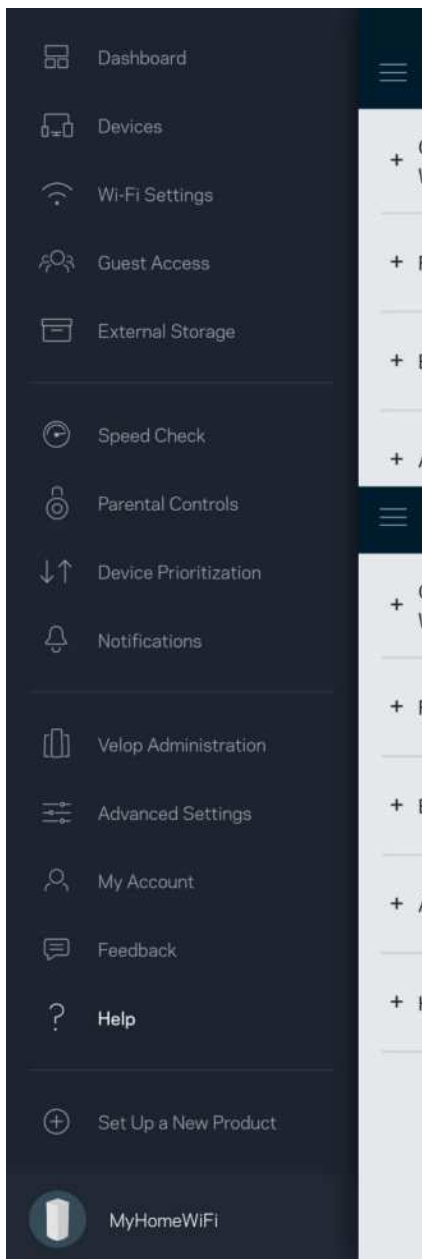 Dashboard
Devices
Wi-Fi Settings
Guest Access
External Storage
Speed Check
Parental Controls
Device Prioritization
Notifications
Velop Administration
Advanced Settings
My Account
Feedback
Help
Set Up a New Product
MyHomeWiFi